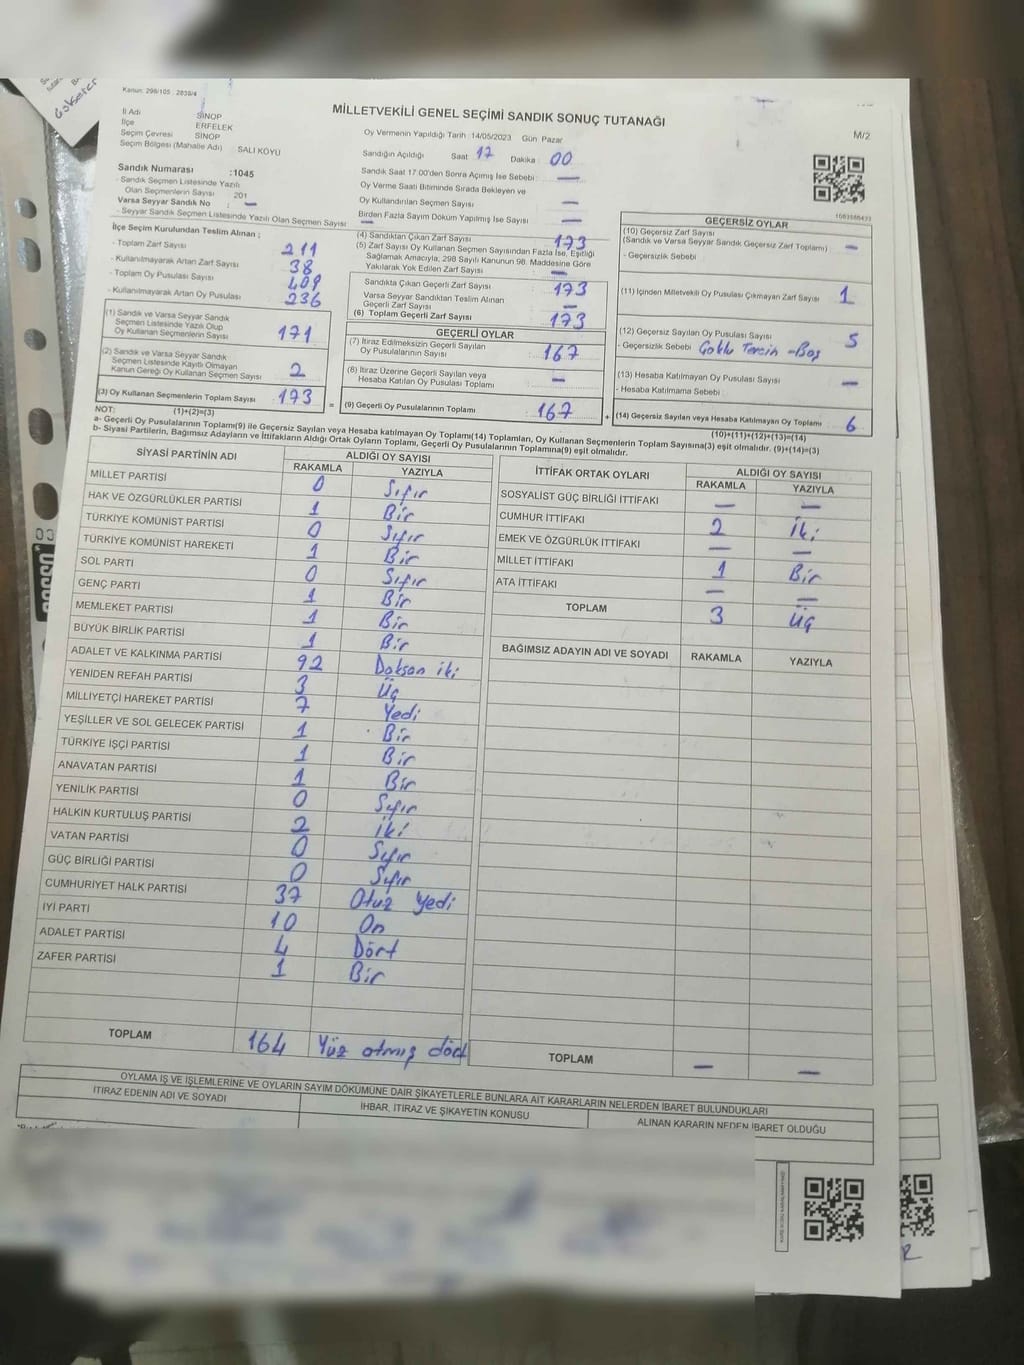 Kanun: 298/105 , 2839/4
MİLLETVEKİLİ GENEL SEÇİMİ SANDIK SONUÇ TUTANAĞI
M/2
İl Adı SİNOP
İlçe ERFELEK
Seçim Çevresi SİNOP
Seçim Bölgesi (Mahalle Adı) SALI KÖYÜ
Oy Vermenin Yapıldığı Tarih : 14/05/2023 Gün Pazar
Sandığın Açıldığı Saat 17 Dakika : 00
Sandık Saat 17.00'den Sonra Açımış İse Sebebi : —
Oy Verme Saati Bitiminde Sırada Bekleyen ve
Oy Kullandırılan Seçmen Sayısı : —
Birden Fazla Sayım Döküm Yapılmış İse Sayısı : —
Sandık Numarası :1045
- Sandık Seçmen Listesinde Yazılı
Olan Seçmenlerin Sayısı 201
Varsa Seyyar Sandık No : —
- Seyyar Sandık Seçmen Listesinde Yazılı Olan Seçmen Sayısı : —
İlçe Seçim Kurulundan Teslim Alınan ;
- Toplam Zarf Sayısı : 211
- Kullanılmayarak Artan Zarf Sayısı : 38
- Toplam Oy Pusulası Sayısı : 409
- Kullanılmayarak Artan Oy Pusulası : 236
(1) Sandık ve Varsa Seyyar Sandık
Seçmen Listesinde Yazılı Olup
Oy Kullanan Seçmenlerin Sayısı : 171
(2) Sandık ve Varsa Seyyar Sandık
Seçmen Listesinde Kayıtlı Olmayan
Kanun Gereği Oy Kullanan Seçmen Sayısı : 2
(3) Oy Kullanan Seçmenlerin Toplam Sayısı : 173
(4) Sandıktan Çıkan Zarf Sayısı : 173
(5) Zarf Sayısı Oy Kullanan Seçmen Sayısından Fazla İse, Eşitliği
Sağlamak Amacıyla, 298 Sayılı Kanunun 98. Maddesine Göre
Yakılarak Yok Edilen Zarf Sayısı : —
Sandıkta Çıkan Geçerli Zarf Sayısı : 173
Varsa Seyyar Sandıktan Teslim Alınan
Geçerli Zarf Sayısı : —
(6) Toplam Geçerli Zarf Sayısı : 173
GEÇERLİ OYLAR
(7) İtiraz Edilmeksizin Geçerli Sayılan
Oy Pusulalarının Sayısı : 167
(8) İtiraz Üzerine Geçerli Sayılan veya
Hesaba Katılan Oy Pusulası Toplamı : —
= (9) Geçerli Oy Pusulalarının Toplamı : 167
GEÇERSİZ OYLAR
(10) Geçersiz Zarf Sayısı
(Sandık ve Varsa Seyyar Sandık Geçersiz Zarf Toplamı) : —
- Geçersizlik Sebebi
(11) İçinden Milletvekili Oy Pusulası Çıkmayan Zarf Sayısı : 1
(12) Geçersiz Sayılan Oy Pusulası Sayısı : 5
- Geçersizlik Sebebi Çoklu Tercih - Boş
(13) Hesaba Katılmayan Oy Pusulası Sayısı : —
- Hesaba Katılmama Sebebi :
+ (14) Geçersiz Sayılan veya Hesaba Katılmayan Oy Toplamı : 6
NOT: (1)+(2)=(3) (10)+(11)+(12)+(13)=(14)
a- Geçerli Oy Pusulalarının Toplamı(9) ile Geçersiz Sayılan veya Hesaba katılmayan Oy Toplamı(14) Toplamları, Oy Kullanan Seçmenlerin Toplam Sayısına(3) eşit olmalıdır. (9)+(14)=(3)
b- Siyasi Partilerin, Bağımsız Adayların ve İttifakların Aldığı Ortak Oyların Toplamı, Geçerli Oy Pusulalarının Toplamına(9) eşit olmalıdır.
SİYASİ PARTİNİN ADI ALDIĞI OY SAYISI
RAKAMLA YAZIYLA
MİLLET PARTİSİ 0 Sıfır
HAK VE ÖZGÜRLÜKLER PARTİSİ 1 Bir
TÜRKİYE KOMÜNİST PARTİSİ 0 Sıfır
TÜRKİYE KOMÜNİST HAREKETİ 1 Bir
SOL PARTİ 0 Sıfır
GENÇ PARTİ 1 Bir
MEMLEKET PARTİSİ 1 Bir
BÜYÜK BİRLİK PARTİSİ 1 Bir
ADALET VE KALKINMA PARTİSİ 92 Doksan iki
YENİDEN REFAH PARTİSİ 3 Üç
MİLLİYETÇİ HAREKET PARTİSİ 7 Yedi
YEŞİLLER VE SOL GELECEK PARTİSİ 1 Bir
TÜRKİYE İŞÇİ PARTİSİ 1 Bir
ANAVATAN PARTİSİ 1 Bir
YENİLİK PARTİSİ 0 Sıfır
HALKIN KURTULUŞ PARTİSİ 2 iki
VATAN PARTİSİ 0 Sıfır
GÜÇ BİRLİĞİ PARTİSİ 0 Sıfır
CUMHURİYET HALK PARTİSİ 37 Otuz yedi
İYİ PARTİ 10 On
ADALET PARTİSİ 4 Dört
ZAFER PARTİSİ 1 Bir
TOPLAM 164 Yüz atmış dört
İTTİFAK ORTAK OYLARI ALDIĞI OY SAYISI
RAKAMLA YAZIYLA
SOSYALİST GÜÇ BİRLİĞİ İTTİFAKI — —
CUMHUR İTTİFAKI 2 İki
EMEK VE ÖZGÜRLÜK İTTİFAKI — —
MİLLET İTTİFAKI 1 Bir
ATA İTTİFAKI — —
TOPLAM 3 Üç
BAĞIMSIZ ADAYIN ADI VE SOYADI RAKAMLA YAZIYLA
TOPLAM — —
OYLAMA İŞ VE İŞLEMLERİNE VE OYLARIN SAYIM DÖKÜMÜNE DAİR ŞİKAYETLERLE BUNLARA AİT KARARLARIN NELERDEN İBARET BULUNDUKLARI
İTİRAZ EDENİN ADI VE SOYADI İHBAR, İTİRAZ VE ŞİKAYETİN KONUSU ALINAN KARARIN NEDEN İBARET OLDUĞU